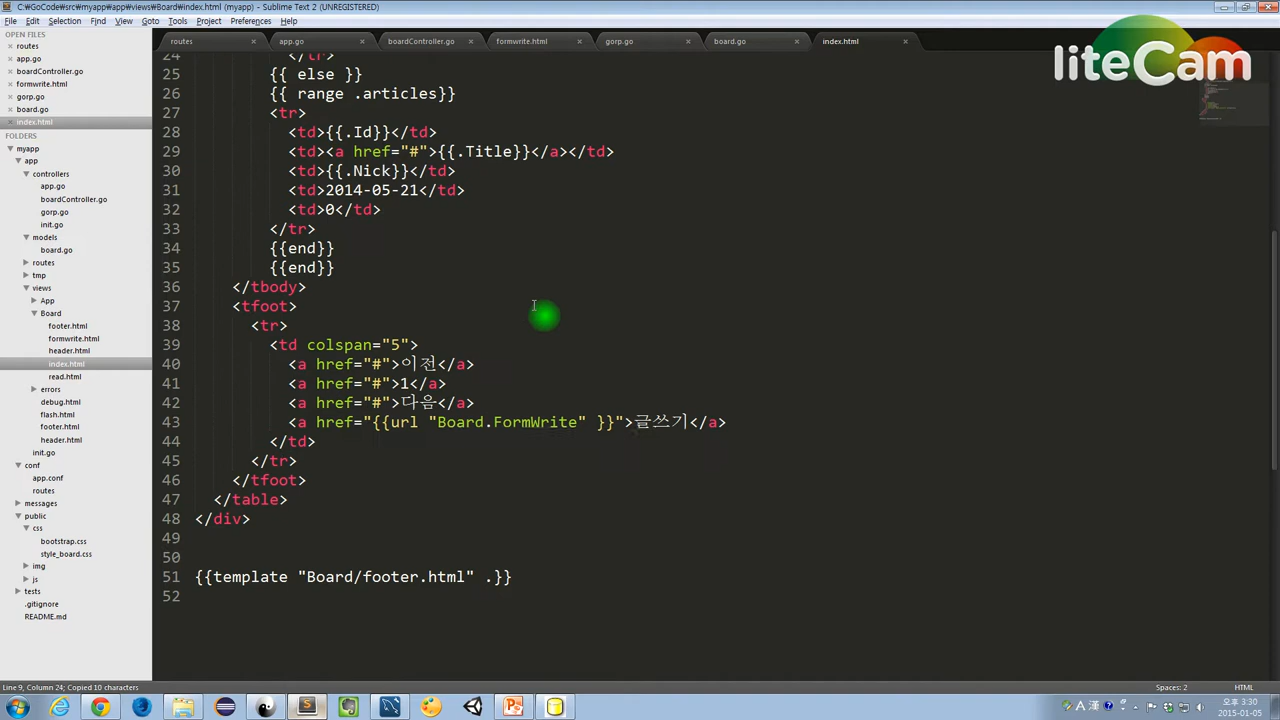 C:￦GoCode￦src￦myapp￦app￦views￦Board￦index.html (myapp) - Sublime Text 2 (UNREGISTERED)
File Edit Selection Find View Goto Tools Project Preferences Help
OPEN FILES
routes
app.go
boardController.go
formwrite.html
gorp.go
board.go
index.html
FOLDERS
myapp
app
controllers
app.go
boardController.go
gorp.go
init.go
models
board.go
routes
tmp
views
App
Board
footer.html
formwrite.html
header.html
index.html
read.html
errors
debug.html
flash.html
footer.html
header.html
init.go
conf
app.conf
routes
messages
public
css
bootstrap.css
style_board.css
img
js
tests
.gitignore
README.md
routes app.go boardController.go formwrite.html gorp.go board.go index.html
liteCam
24 </tr>
25 {{ else }}
26 {{ range .articles}}
27 <tr>
28 <td>{{.Id}}</td>
29 <td><a href="#">{{.Title}}</a></td>
30 <td>{{.Nick}}</td>
31 <td>2014-05-21</td>
32 <td>0</td>
33 </tr>
34 {{end}}
35 {{end}}
36 </tbody>
37 <tfoot>
38 <tr>
39 <td colspan="5">
40 <a href="#">이전</a>
41 <a href="#">1</a>
42 <a href="#">다음</a>
43 <a href="{{url "Board.FormWrite" }}">글쓰기</a>
44 </td>
45 </tr>
46 </tfoot>
47 </table>
48 </div>
49
50
51 {{template "Board/footer.html" .}}
52
Line 9, Column 24; Copied 10 characters Spaces: 2 HTML
A 漢
오후 3:30
2015-01-05